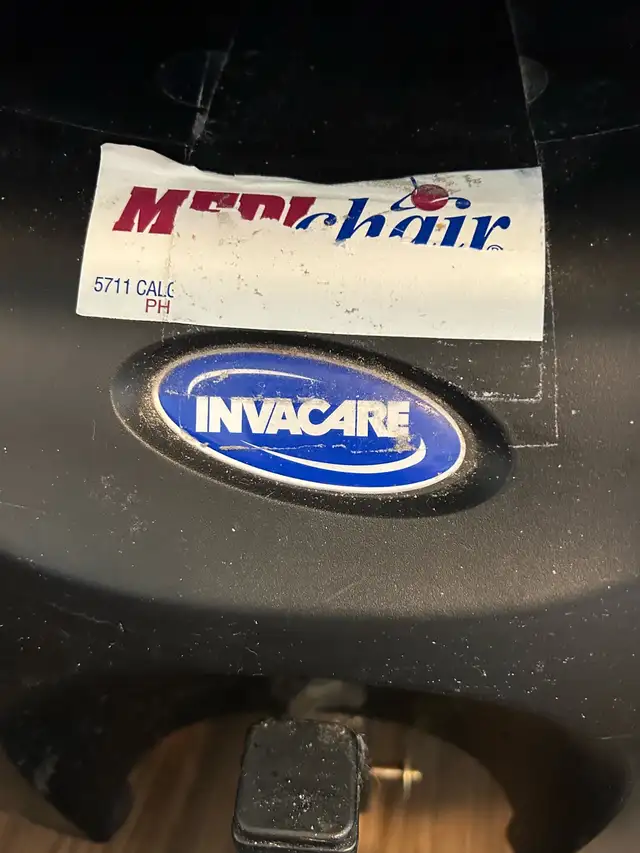 MEDIchair®
5711 CALG
PH
INVACARE